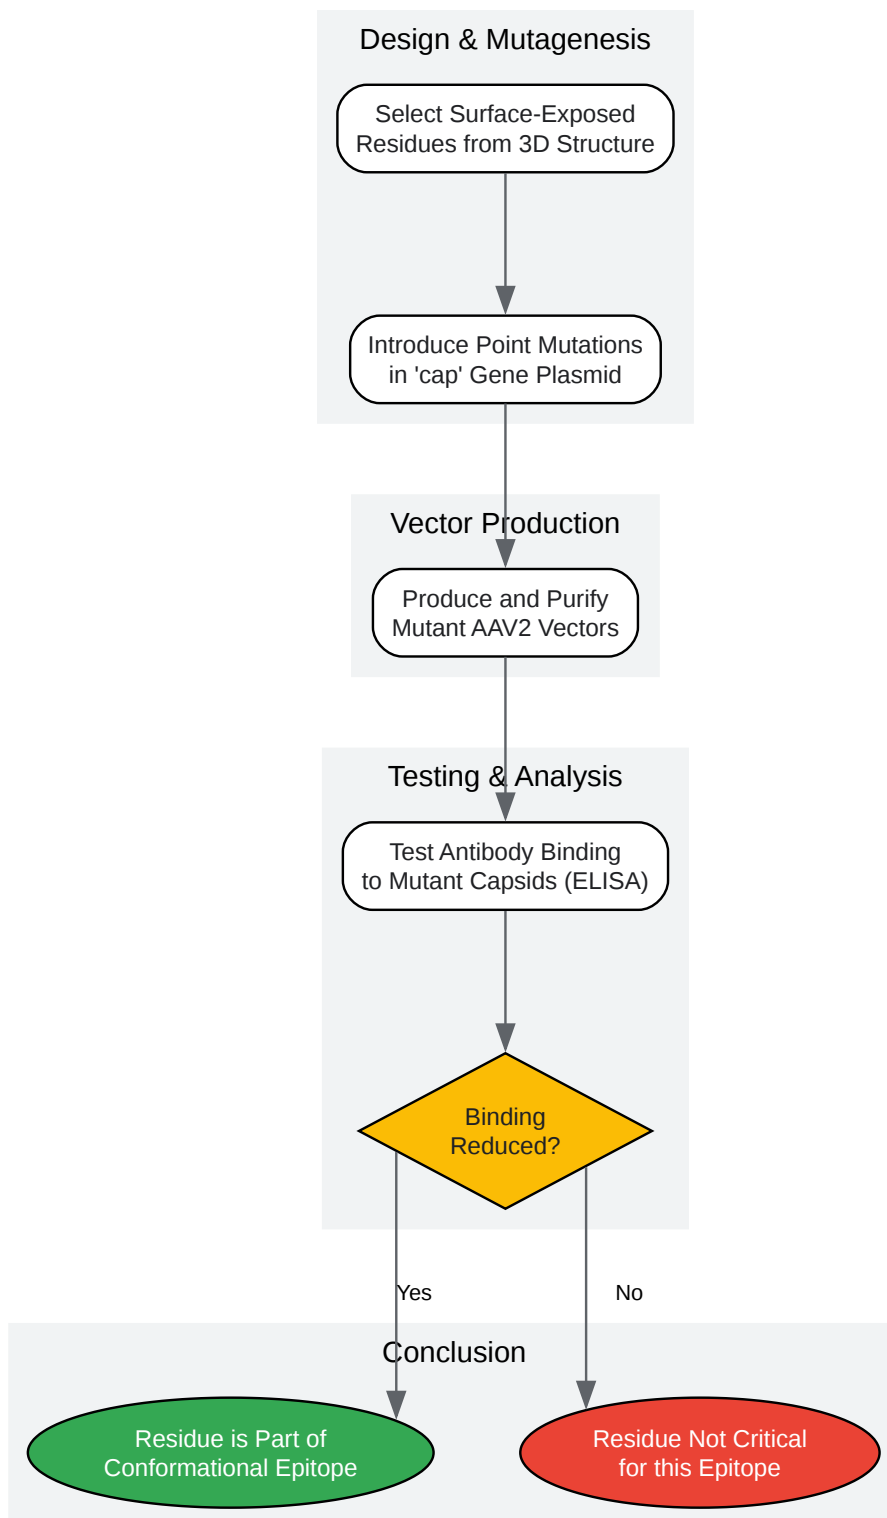 Design & Mutagenesis
Select Surface-Exposed
Residues from 3D Structure
Introduce Point Mutations
in 'cap' Gene Plasmid
Vector Production
Produce and Purify
Mutant AAV2 Vectors
Testing & Analysis
Test Antibody Binding
to Mutant Capsids (ELISA)
Binding
Reduced?
Yes
No
Conclusion
Residue is Part of
Conformational Epitope
Residue Not Critical
for this Epitope